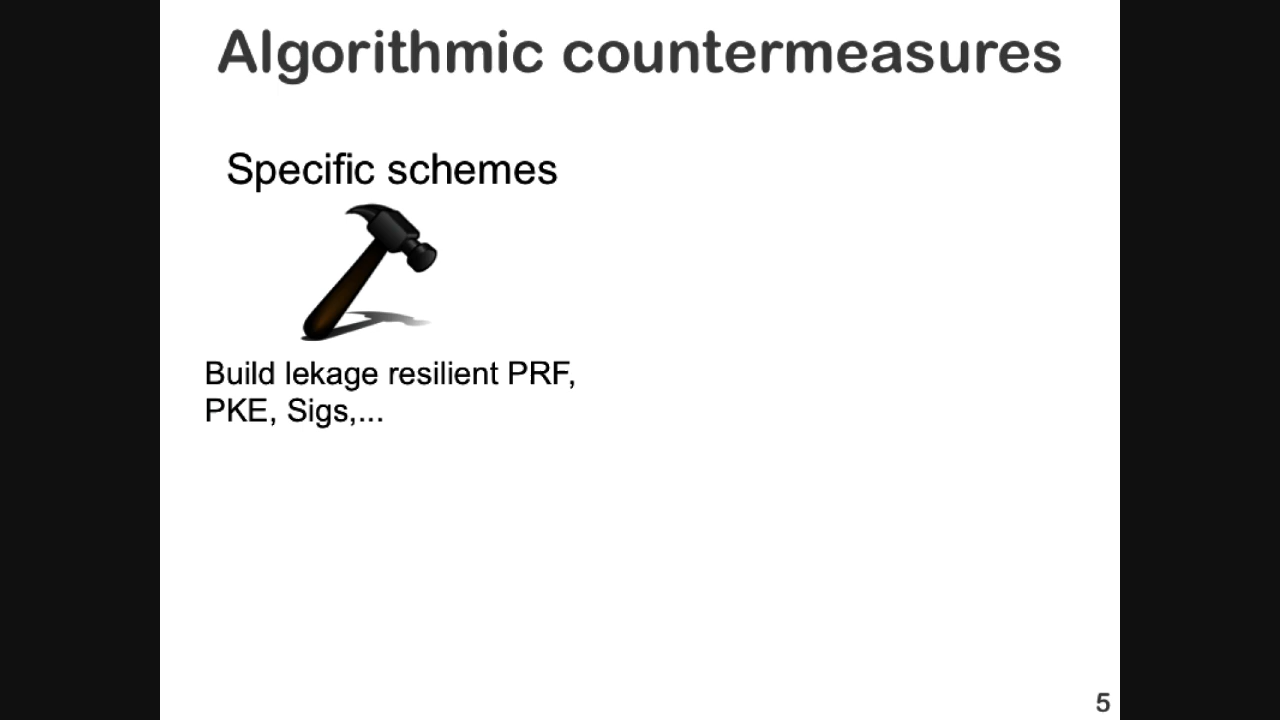 Algorithmic countermeasures
Specific schemes
Build lekage resilient PRF,
PKE, Sigs,...
5